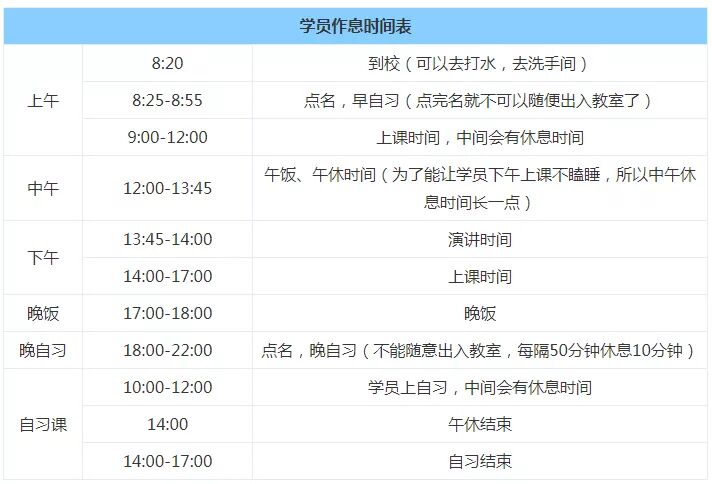 学员作息时间表
上午
8:20
到校（可以去打水，去洗手间）
8:25-8:55
点名，早自习（点完名就不可以随便出入教室了）
9:00-12:00
上课时间，中间会有休息时间
中午
12:00-13:45
午饭、午休时间（为了能让学员下午上课不瞌睡，所以中午休
息时间长一点）
下午
13:45-14:00
演讲时间
14:00-17:00
上课时间
晚饭
17:00-18:00
晚饭
晚自习
18:00-22:00
点名，晚自习（不能随意出入教室，每隔50分钟休息10分钟）
自习课
10:00-12:00
学员上自习，中间会有休息时间
14:00
午休结束
14:00-17:00
自习结束